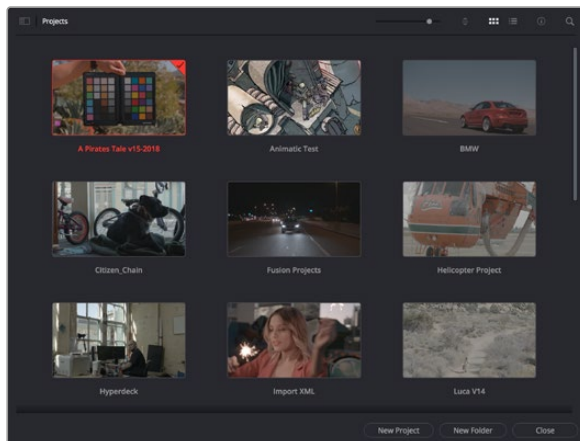 Projects
A Pirates Tale v15-2018
Animatic Test
BMW
Citizen_Chain
Fusion Projects
Helicopter Project
Hyperdeck
Import XML
Luca V14
New Project
New Folder
Close